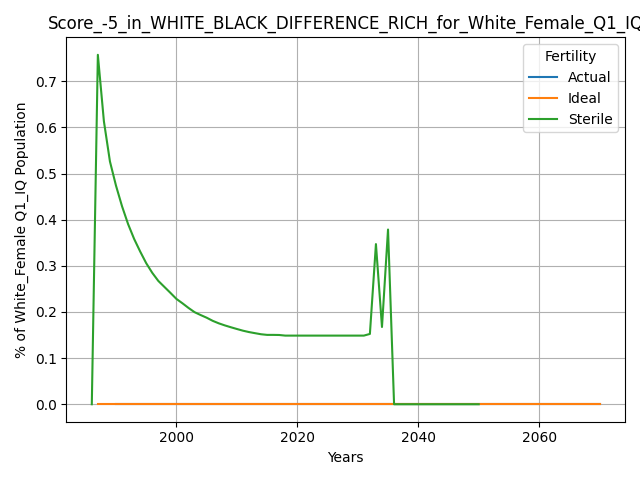 Score_-5_in_WHITE_BLACK_DIFFERENCE_RICH_for_White_Female_Q1_IQ
Fertility
Actual
Ideal
Sterile
% of White_Female Q1_IQ Population
0.7
0.6
0.5
0.4
0.3
0.2
0.1
0.0
2000
2020
2040
2060
Years